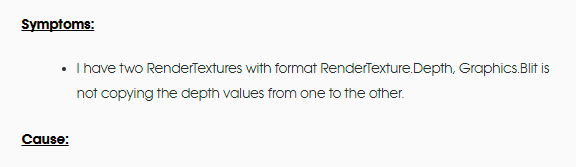 Symptoms:
• I have two RenderTextures with format RenderTexture.Depth, Graphics.Blit is
not copying the depth values from one to the other.
Cause: